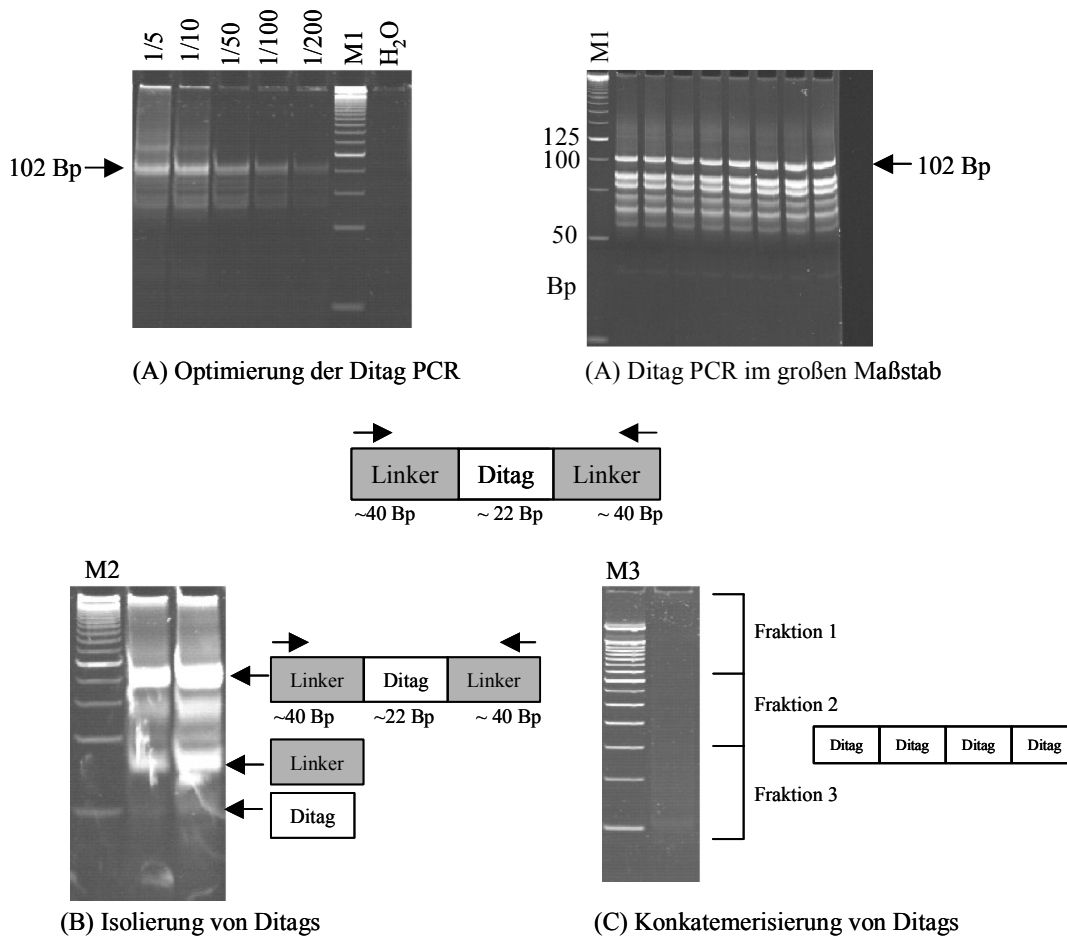 1/5 1/10 1/50 1/100 1/200 M1 H₂O
102 Bp
(A) Optimierung der Ditag PCR
M1
125
100
50
Bp
102 Bp
(A) Ditag PCR im großen Maßstab
Linker Ditag Linker
~40 Bp ~ 22 Bp ~ 40 Bp
M2
Linker Ditag Linker
~40 Bp ~22 Bp ~ 40 Bp
Linker
Ditag
(B) Isolierung von Ditags
M3
Fraktion 1
Fraktion 2
Ditag Ditag Ditag Ditag
Fraktion 3
(C) Konkatemerisierung von Ditags